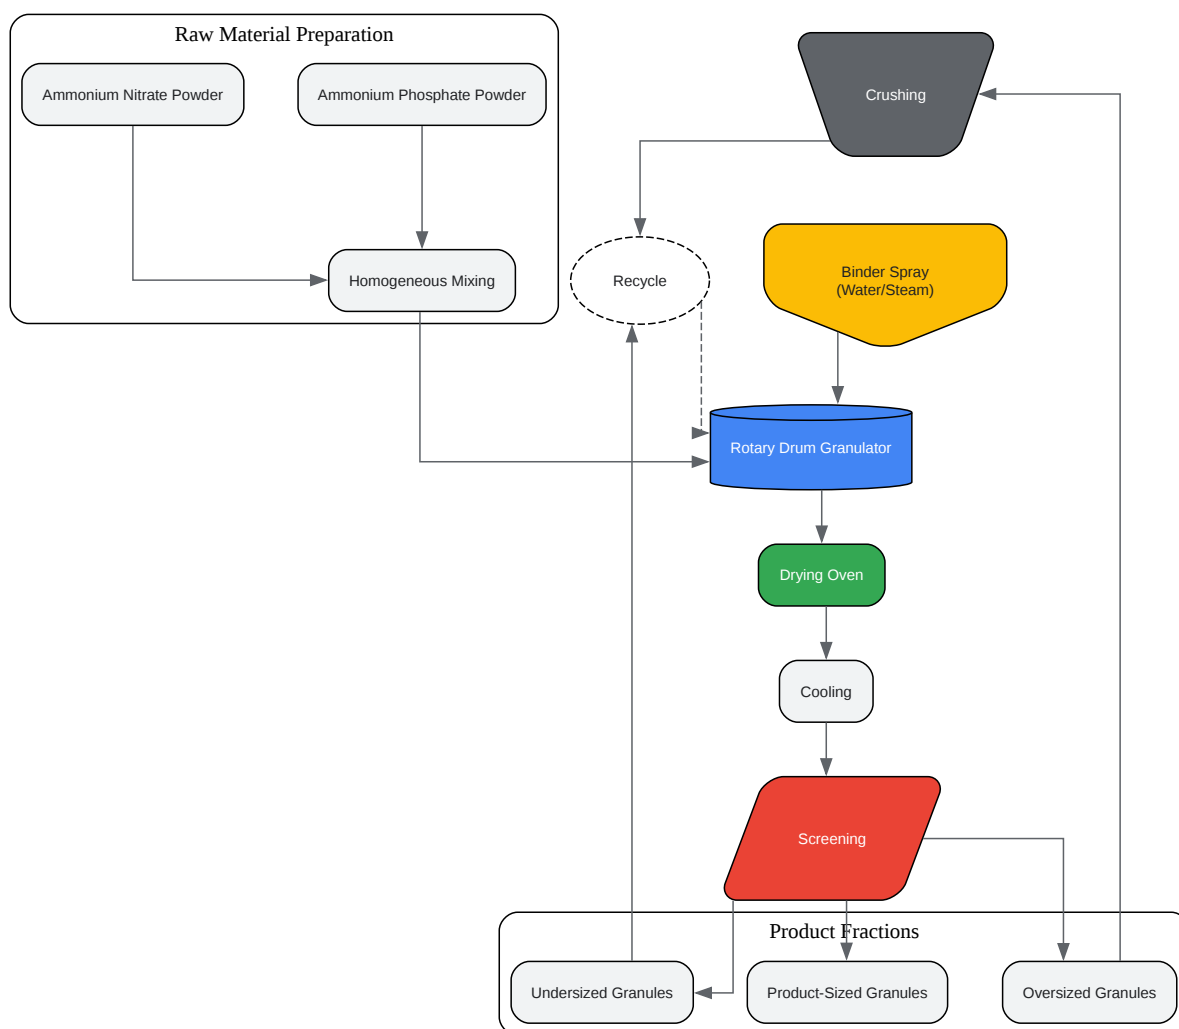 Raw Material Preparation
Ammonium Nitrate Powder
Ammonium Phosphate Powder
Crushing
Homogeneous Mixing
Recycle
Binder Spray
(Water/Steam)
Rotary Drum Granulator
Drying Oven
Cooling
Screening
Product Fractions
Undersized Granules
Product-Sized Granules
Oversized Granules